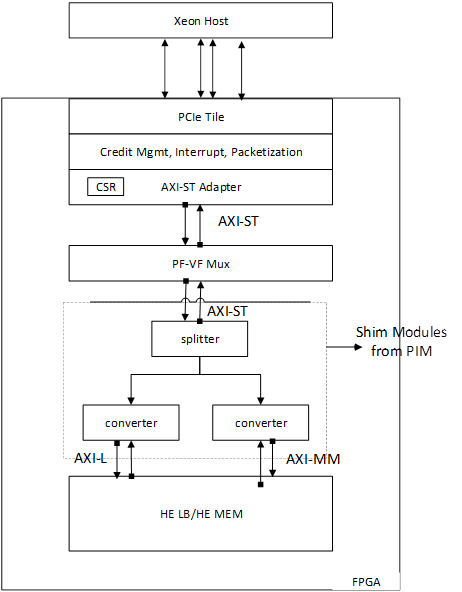 Xeon Host
PCIe Tile
Credit Mgmt, Interrupt, Packetization
CSR
AXI-ST Adapter
AXI-ST
PF-VF Mux
AXI-ST
splitter
Shim Modules
from PIM
converter
converter
AXI-L
AXI-MM
HE LB/HE MEM
FPGA